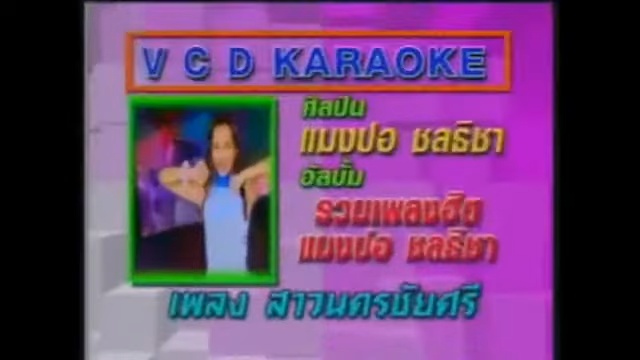 V C D KARAOKE
ศิลปิน
แมงปอ ชลธิชา
อัลบั้ม
รวมเพลงฮิต
แมงปอ ชลธิชา
เพลง สาวนครชัยศรี